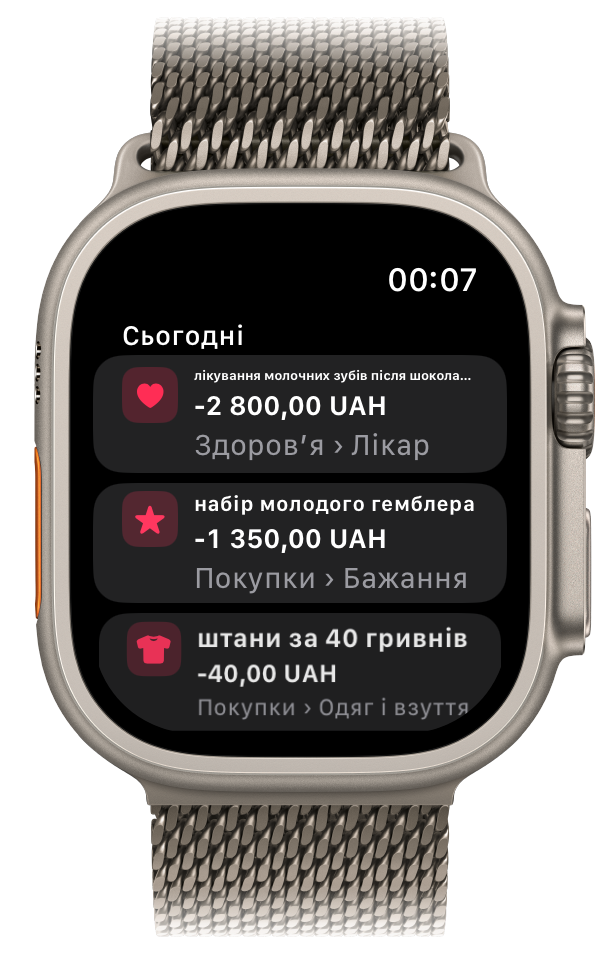 00:07
Сьогодні
лікування молочних зубів після шокола...
-2 800,00 UAH
Здоров’я › Лікар
набір молодого гемблера
-1 350,00 UAH
Покупки › Бажання
штани за 40 гривнів
-40,00 UAH
Покупки › Одяг і взуття